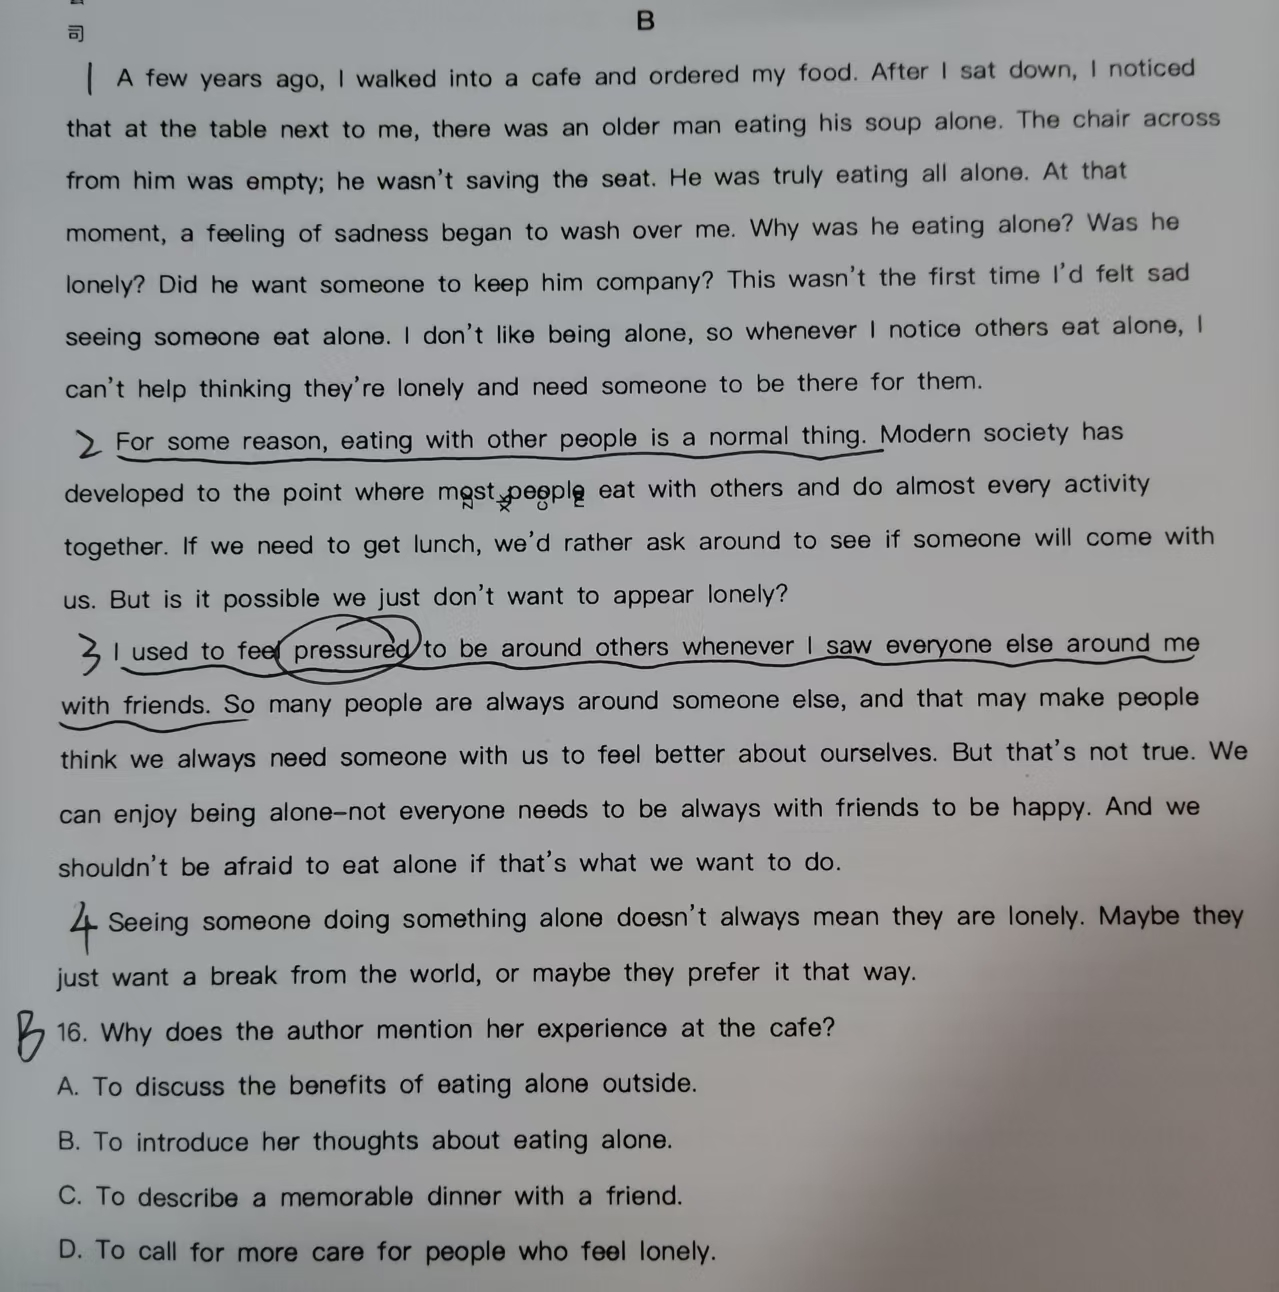 司
B
1 A few years ago, I walked into a cafe and ordered my food. After I sat down, I noticed
that at the table next to me, there was an older man eating his soup alone. The chair across
from him was empty; he wasn't saving the seat. He was truly eating all alone. At that
moment, a feeling of sadness began to wash over me. Why was he eating alone? Was he
lonely? Did he want someone to keep him company? This wasn't the first time I'd felt sad
seeing someone eat alone. I don't like being alone, so whenever I notice others eat alone, I
can't help thinking they're lonely and need someone to be there for them.
2 For some reason, eating with other people is a normal thing. Modern society has
developed to the point where most people eat with others and do almost every activity
together. If we need to get lunch, we'd rather ask around to see if someone will come with
us. But is it possible we just don't want to appear lonely?
3 I used to feel pressured to be around others whenever I saw everyone else around me
with friends. So many people are always around someone else, and that may make people
think we always need someone with us to feel better about ourselves. But that's not true. We
can enjoy being alone—not everyone needs to be always with friends to be happy. And we
shouldn't be afraid to eat alone if that's what we want to do.
4 Seeing someone doing something alone doesn't always mean they are lonely. Maybe they
just want a break from the world, or maybe they prefer it that way.
B 16. Why does the author mention her experience at the cafe?
A. To discuss the benefits of eating alone outside.
B. To introduce her thoughts about eating alone.
C. To describe a memorable dinner with a friend.
D. To call for more care for people who feel lonely.